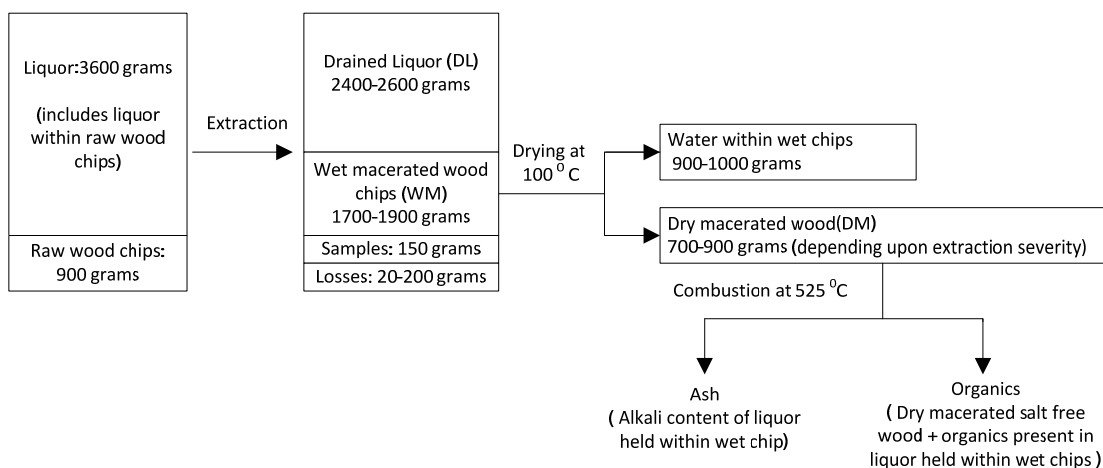 Liquor:3600 grams
(includes liquor
within raw wood
chips)
Raw wood chips:
900 grams
Extraction
Drained Liquor (DL)
2400-2600 grams
Wet macerated wood
chips (WM)
1700-1900 grams
Samples: 150 grams
Losses: 20-200 grams
Drying at
100 ⁰ C
Water within wet chips
900-1000 grams
Dry macerated wood(DM)
700-900 grams (depending upon extraction severity)
Combustion at 525 ⁰C
Ash
( Alkali content of liquor
held within wet chip)
Organics
( Dry macerated salt free
wood + organics present in
liquor held within wet chips )